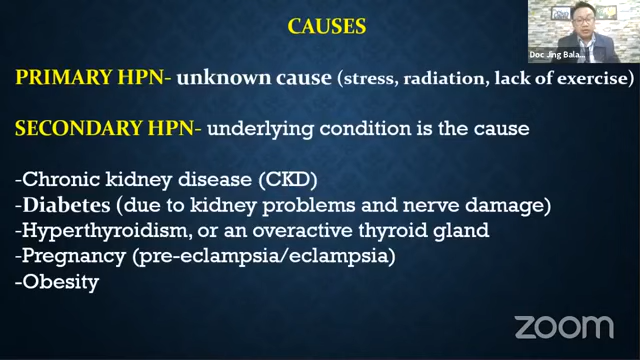 CAUSES
Doc Jing Bala...
PRIMARY HPN- unknown cause (stress, radiation, lack of exercise)
SECONDARY HPN- underlying condition is the cause
-Chronic kidney disease (CKD)
-Diabetes (due to kidney problems and nerve damage)
-Hyperthyroidism, or an overactive thyroid gland
-Pregnancy (pre-eclampsia/eclampsia)
-Obesity
zoom